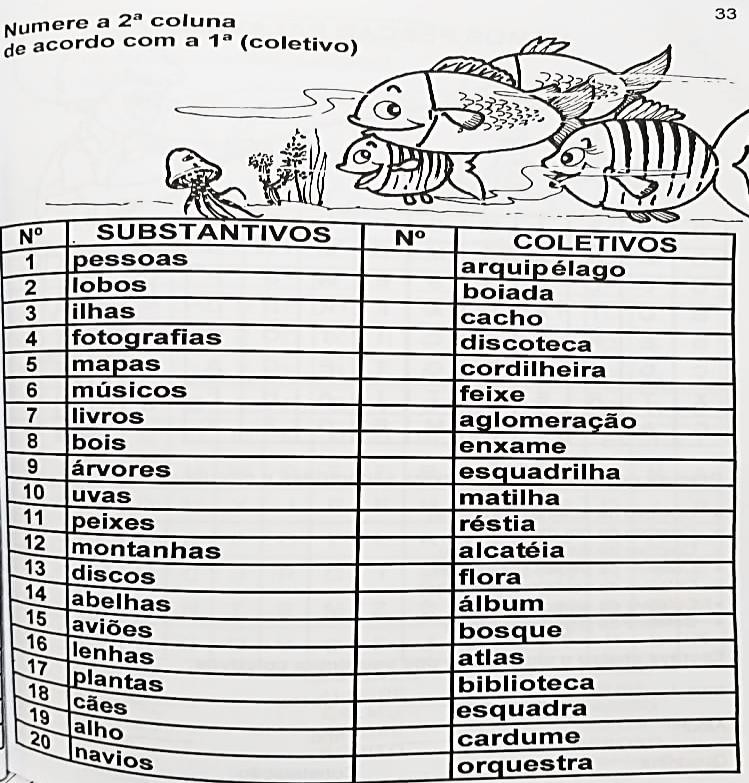 33
Numere a 2ª coluna
de acordo com a 1ª (coletivo)
Nº SUBSTANTIVOS Nº COLETIVOS
1 pessoas arquipélago
2 lobos boiada
3 ilhas cacho
4 fotografias discoteca
5 mapas cordilheira
6 músicos feixe
7 livros aglomeração
8 bois enxame
9 árvores esquadrilha
10 uvas matilha
11 peixes réstia
12 montanhas alcatéia
13 discos flora
14 abelhas álbum
15 aviões bosque
16 lenhas atlas
17 plantas biblioteca
18 cães esquadra
19 alho cardume
20 navios orquestra